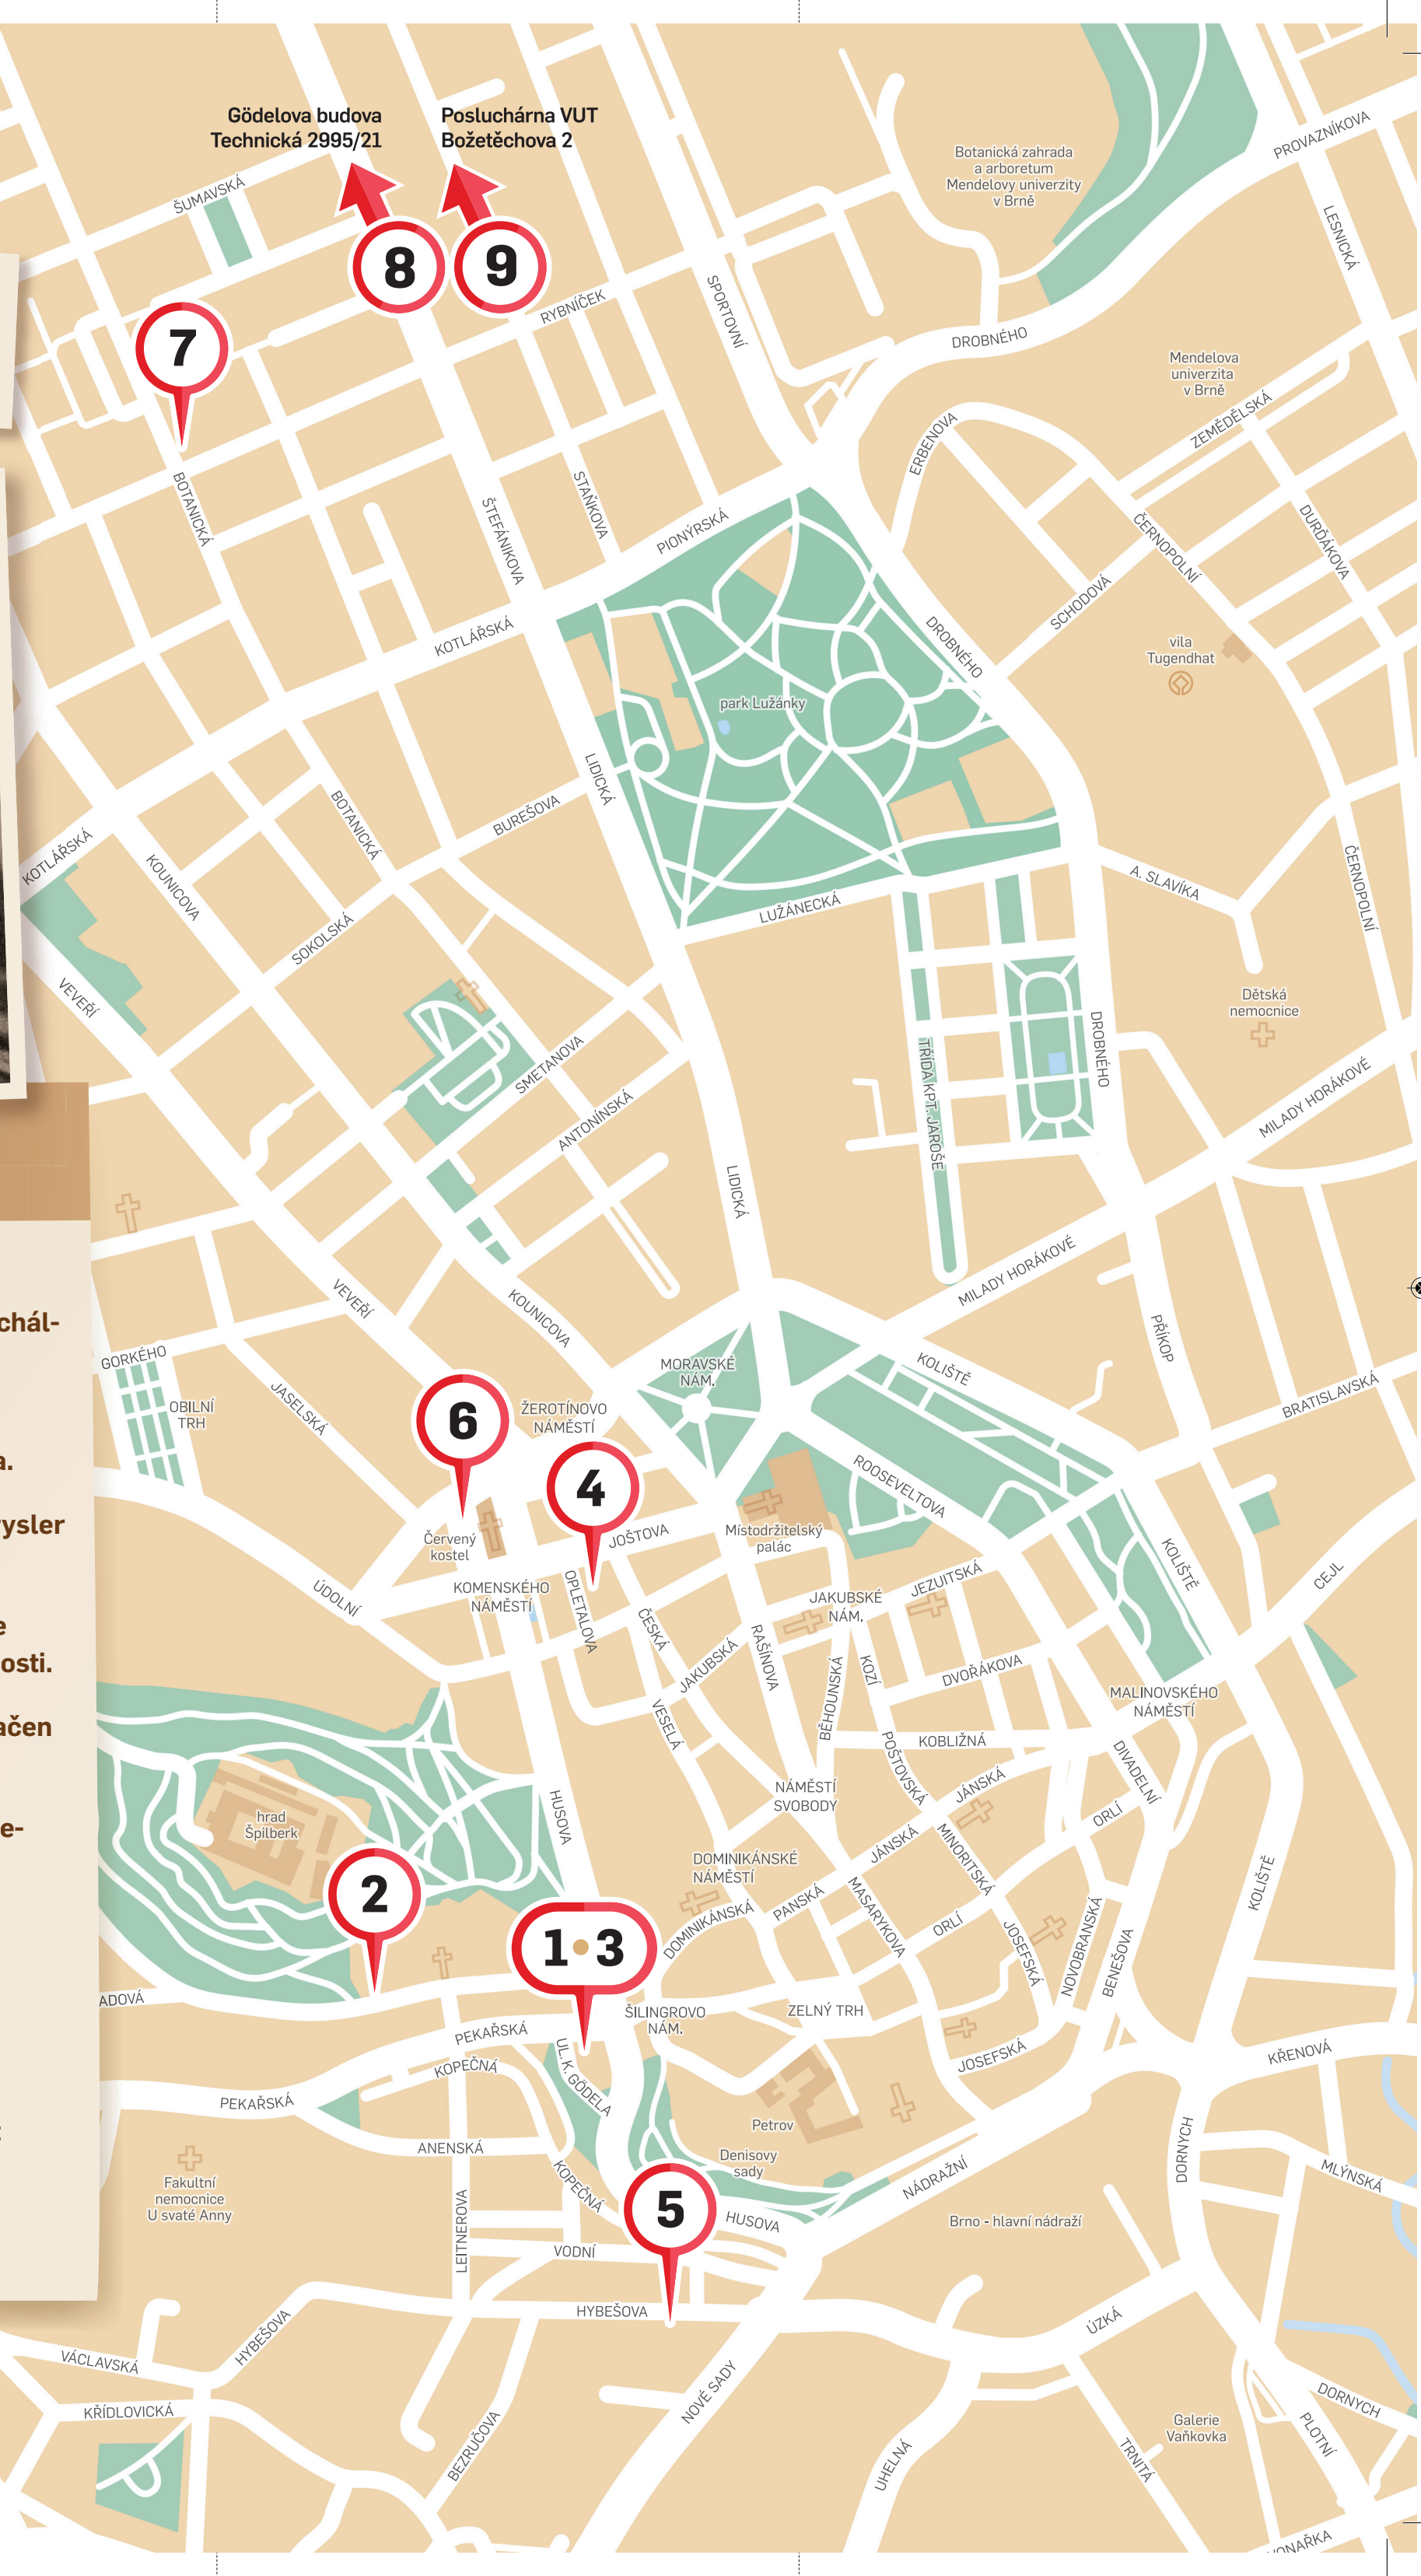 Gödelova budova
Technická 2995/21
Posluchárna VUT
Božetěchova 2
Botanická zahrada
a arboretum
Mendelovy univerzity
v Brně
PROVAZNÍKOVA
ŠUMAVSKÁ
LESNICKÁ
8
9
RYBNÍČEK
SPORTOVNÍ
7
DROBNÉHO
Mendelova
univerzita
v Brně
ZEMĚDĚLSKÁ
ERBENOVA
BOTANICKÁ
ŠTEFÁNIKOVA
STAŇKOVA
PIONÝRSKÁ
ČERNOPOLNÍ
DURĎÁKOVA
SCHODOVÁ
KOTLÁŘSKÁ
DROBNÉHO
vila
Tugendhat
park Lužánky
LIDICKÁ
BOTANICKÁ
BUREŠOVA
KOTLÁŘSKÁ
KOUNICOVA
A. SLAVÍKA
ČERNOPOLNÍ
LUŽÁNECKÁ
SOKOLSKÁ
VEVEŘÍ
Dětská
nemocnice
DROBNÉHO
SMETANOVA
TŘÍDA KPT. JAROŠE
ANTONÍNSKÁ
MILADY HORÁKOVÉ
LIDICKÁ
MILADY HORÁKOVÉ
VEVEŘÍ
KOUNICOVA
chál-
PŘÍKOP
GORKÉHO
MORAVSKÉ
NÁM.
KOLIŠTĚ
BRATISLAVSKÁ
JASELSKÁ
OBILNÍ
TRH
6
ŽEROTÍNOVO
NÁMĚSTÍ
a.
4
ROOSEVELTOVA
rysler
Červený
kostel
JOŠTOVA
Místodržitelský
palác
KOLIŠTĚ
CEJL
ÚDOLNÍ
KOMENSKÉHO
NÁMĚSTÍ
OPLETALOVA
JEZUITSKÁ
JAKUBSKÉ
NÁM.
e
ČESKÁ
RAŠÍNOVA
JAKUBSKÁ
osti.
BĚHOUNSKÁ
KOZÍ
DVOŘÁKOVA
MALINOVSKÉHO
NÁMĚSTÍ
ačen
VESELÁ
KOBLIŽNÁ
POŠTOVSKÁ
DIVADELNÍ
NÁMĚSTÍ
SVOBODY
JÁNSKÁ
HUSOVA
hrad
Špilberk
e-
ORLÍ
JÁNSKÁ
MINORITSKÁ
DOMINIKÁNSKÉ
NÁMĚSTÍ
KOLIŠTĚ
2
PANSKÁ
MASARYKOVA
DOMINIKÁNSKÁ
ORLÍ
1•3
JOSEFSKÁ
NOVOBRANSKÁ
BENEŠOVA
ADOVÁ
ŠILINGROVO
NÁM.
ZELNÝ TRH
PEKAŘSKÁ
JOSEFSKÁ
KŘENOVÁ
KOPEČNÁ
UL. K. GÖDELA
PEKAŘSKÁ
Petrov
DORNYCH
ANENSKÁ
Denisovy
sady
NÁDRAŽNÍ
MLÝNSKÁ
Fakultní
nemocnice
U svaté Anny
KOPEČNÁ
5
HUSOVA
Brno - hlavní nádraží
LEITNEROVA
VODNÍ
HYBEŠOVA
ÚZKÁ
HYBEŠOVA
VÁCLAVSKÁ
NOVÉ SADY
DORNYCH
KŘÍDLOVICKÁ
Galerie
Vaňkovka
PLOTNÍ
BEZRUČOVA
UHELNÁ
TRNITÁ
ZVONAŘKA